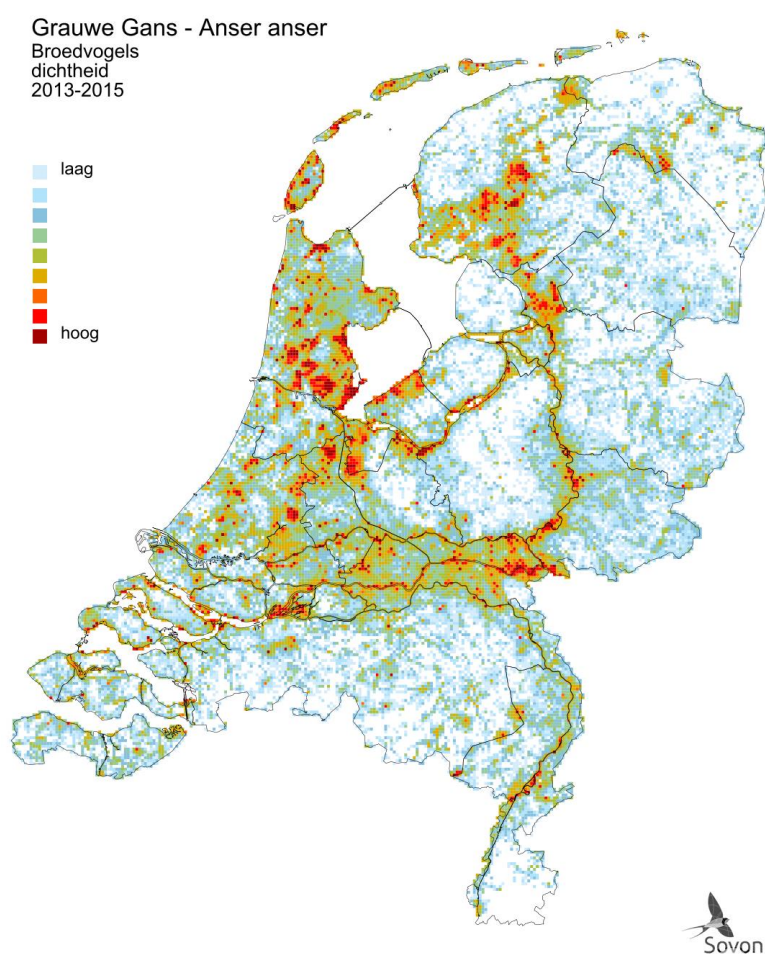 Grauwe Gans - Anser anser
Broedvogels
dichtheid
2013-2015
laag
hoog
Sovon